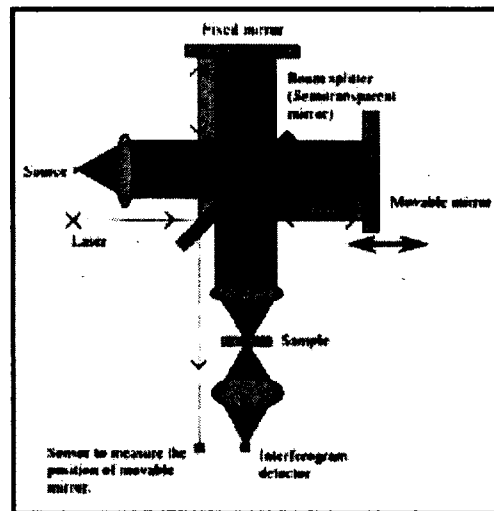 Fixed mirror
Beam splitter
(Semitransparent
mirror)
Source
Movable mirror
Laser
Sample
Sensor to measure the
position of movable
mirror.
Interferogram
detector